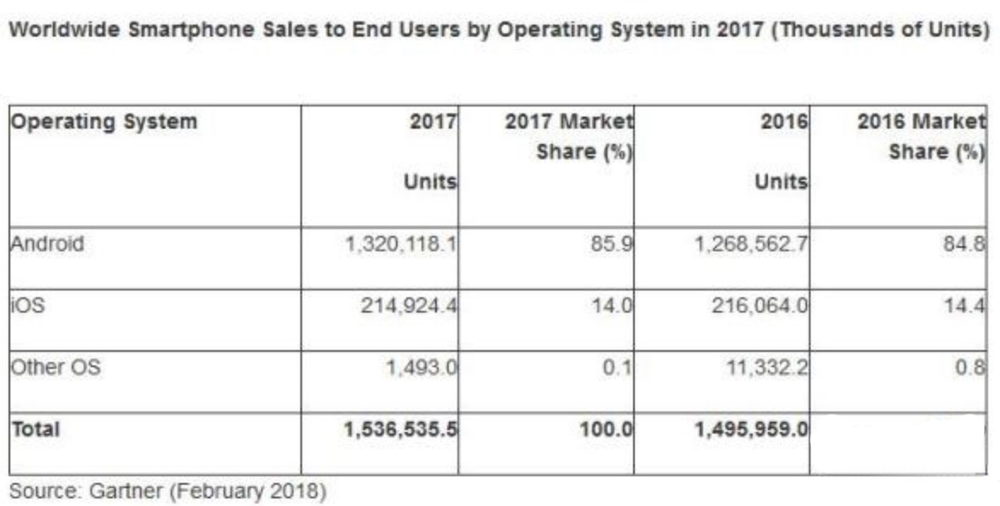 Worldwide Smartphone Sales to End Users by Operating System in 2017 (Thousands of Units)
Operating System 2017 2017 Market 2016 2016 Market
Share (%) Share (%)
Units Units
Android 1,320,118.1 85.9 1,268,562.7 84.8
iOS 214,924.4 14.0 216,064.0 14.4
Other OS 1,493.0 0.1 11,332.2 0.8
Total 1,536,535.5 100.0 1,495,959.0
Source: Gartner (February 2018)